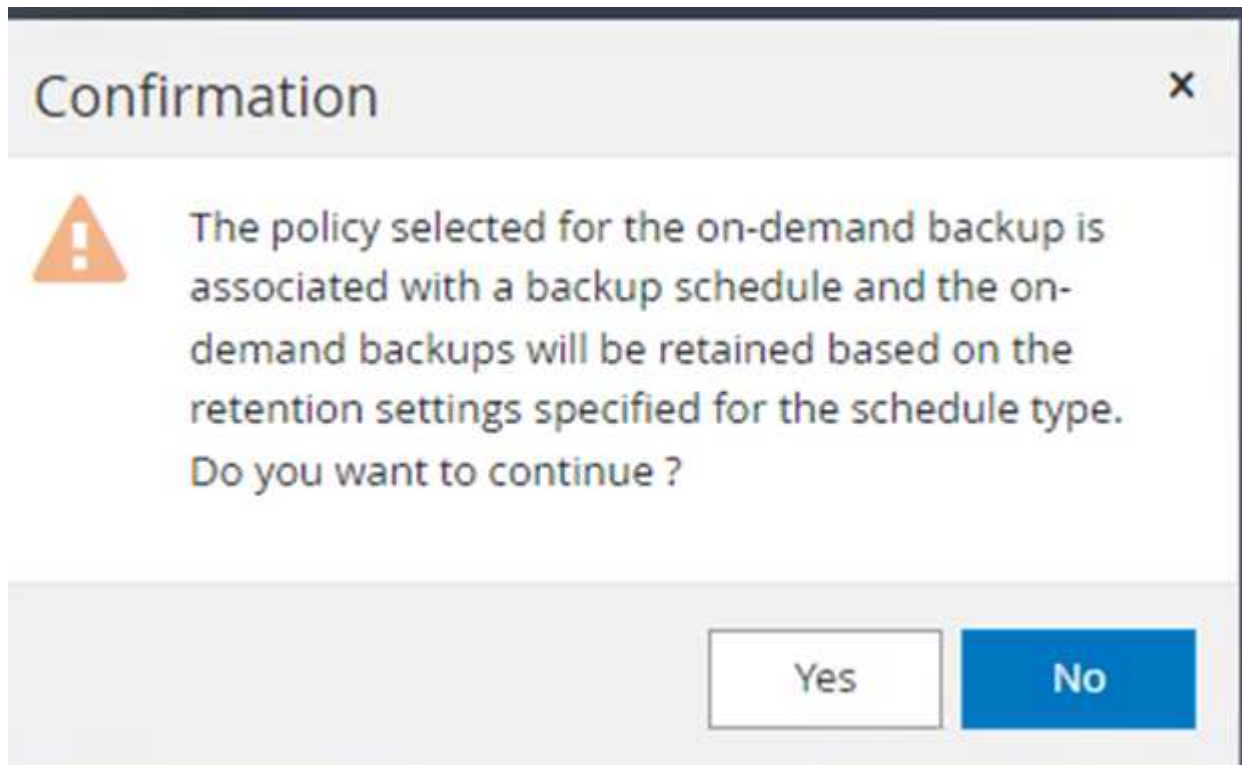 Confirmation
The policy selected for the on-demand backup is
associated with a backup schedule and the on-
demand backups will be retained based on the
retention settings specified for the schedule type.
Do you want to continue ?
Yes
No